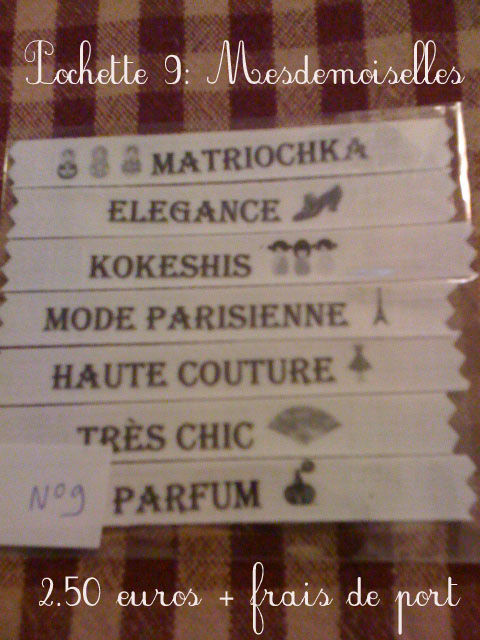 Pochette 9: Mesdemoiselles
MATRIOCHKA
ELEGANCE
KOKESHIS
MODE PARISIENNE
HAUTE COUTURE
TRÈS CHIC
N°9
PARFUM
2.50 euros + frais de port